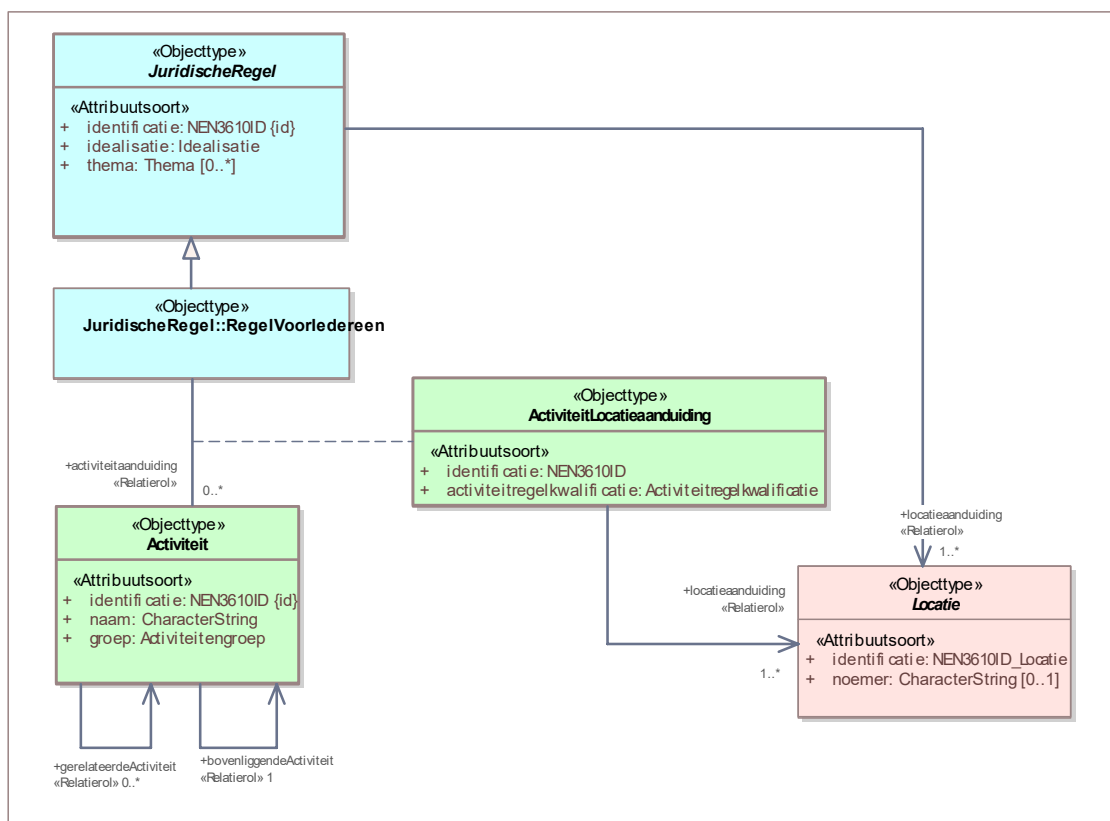 «Objecttype»
JuridischeRegel
«Attribuutsoort»
+ identificatie: NEN3610ID {id}
+ idealisatie: Idealisatie
+ thema: Thema [0..*]
«Objecttype»
JuridischeRegel::RegelVoorIedereen
«Objecttype»
ActiviteitLocatieaanduiding
«Attribuutsoort»
+ identificatie: NEN3610ID
+ activiteitregelkwalificatie: Activiteitregelkwalificatie
+activiteitaanduiding
«Relatierol»
0..*
«Objecttype»
Activiteit
«Attribuutsoort»
+ identificatie: NEN3610ID {id}
+ naam: CharacterString
+ groep: Activiteitengroep
+locatieaanduiding
«Relatierol»
1..*
+locatieaanduiding
«Relatierol»
1..*
«Objecttype»
Locatie
«Attribuutsoort»
+ identificatie: NEN3610ID_Locatie
+ noemer: CharacterString [0..1]
+gerelateerdeActiviteit
«Relatierol» 0..*
+bovenliggendeActiviteit
«Relatierol» 1